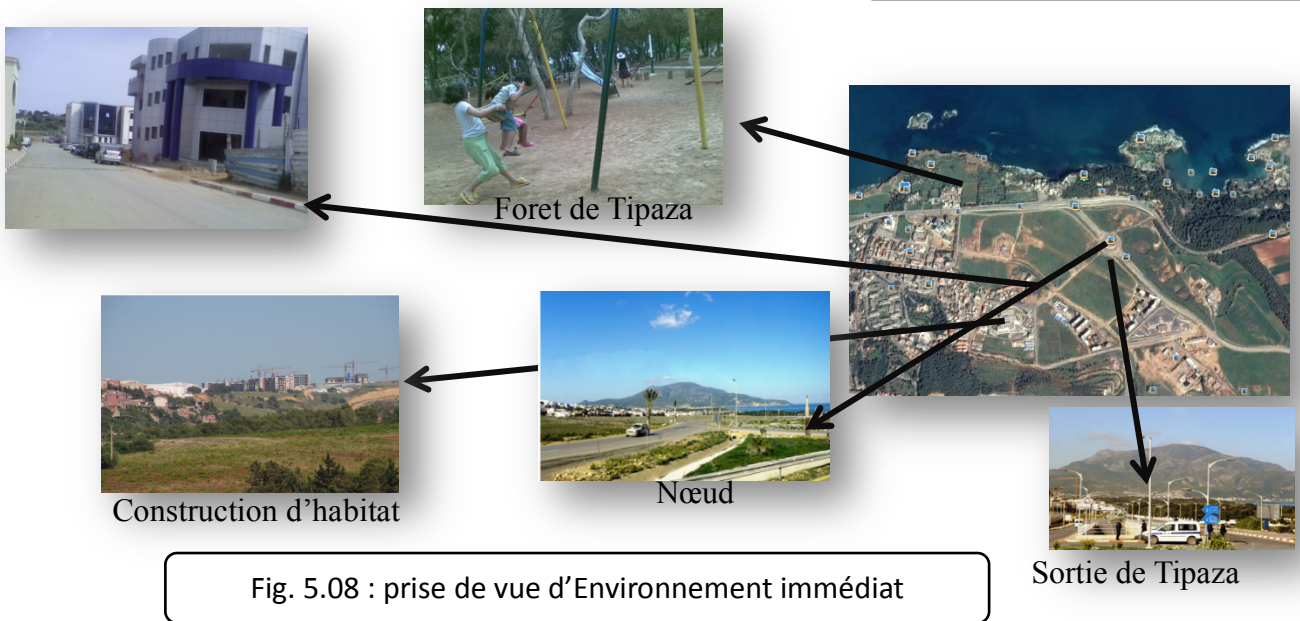 Foret de Tipaza
Construction d’habitat
Nœud
Sortie de Tipaza
Fig. 5.08 : prise de vue d’Environnement immédiat